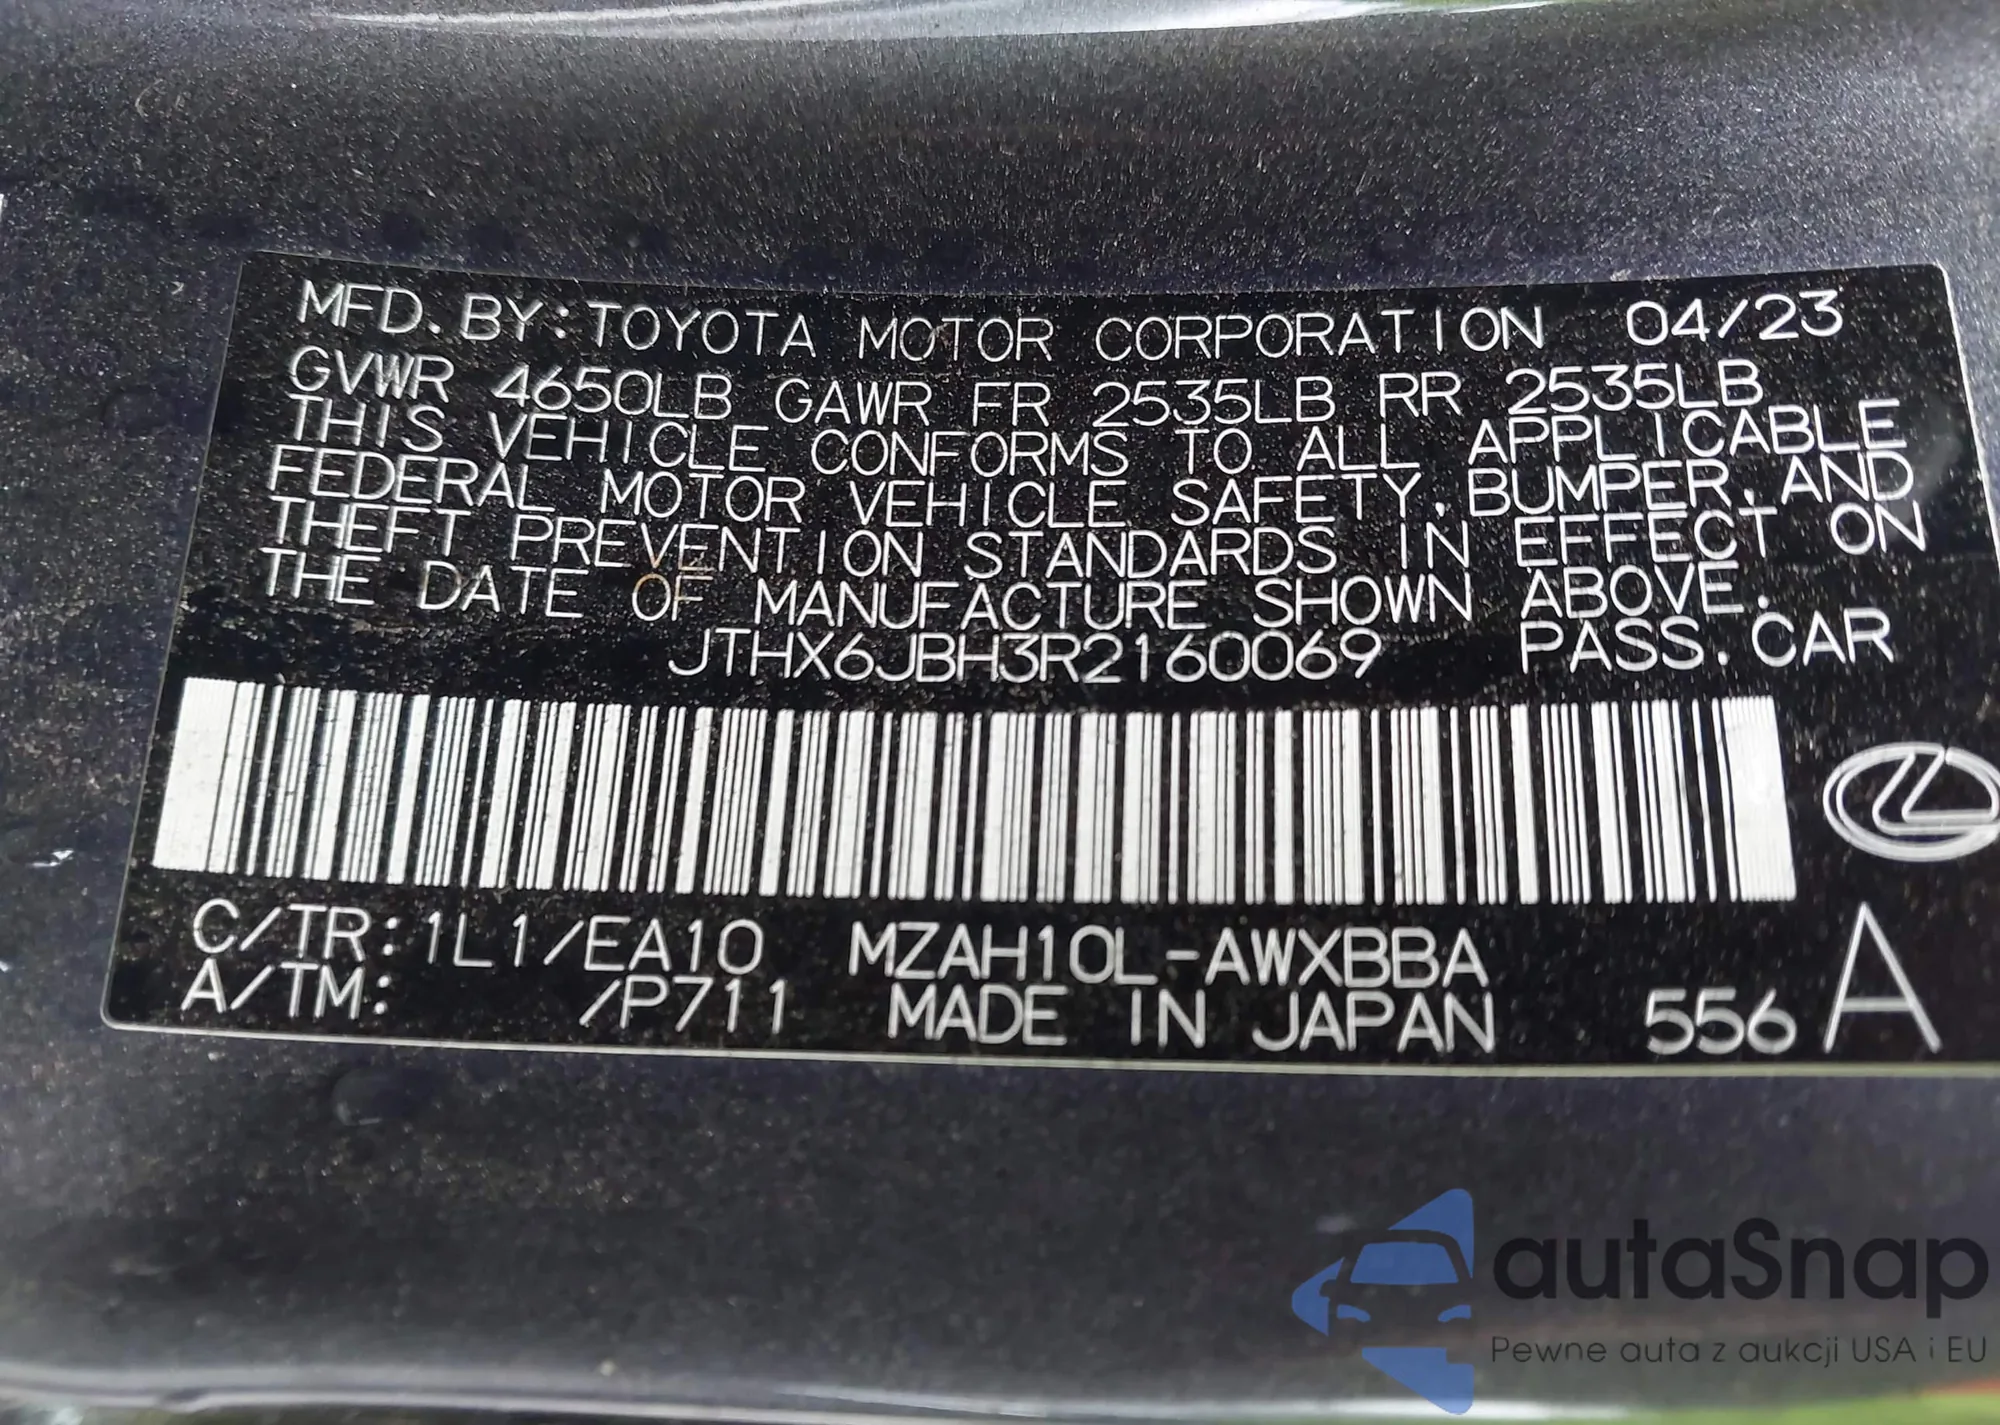 MFD. BY: TOYOTA MOTOR CORPORATION 04/23
GVWR 4650LB GAWR FR 2535LB RR 2535LB
THIS VEHICLE CONFORMS TO ALL APPLICABLE
FEDERAL MOTOR VEHICLE SAFETY, BUMPER, AND
THEFT PREVENTION STANDARDS IN EFFECT ON
THE DATE OF MANUFACTURE SHOWN ABOVE.
JTHX6JBH3R2160069 PASS. CAR
C/TR: 1L1/EA10 MZAH10L-AWXBBA
A/TM: /P711 MADE IN JAPAN 556 A
autaSnap
Pewne auta z aukcji USA i EU